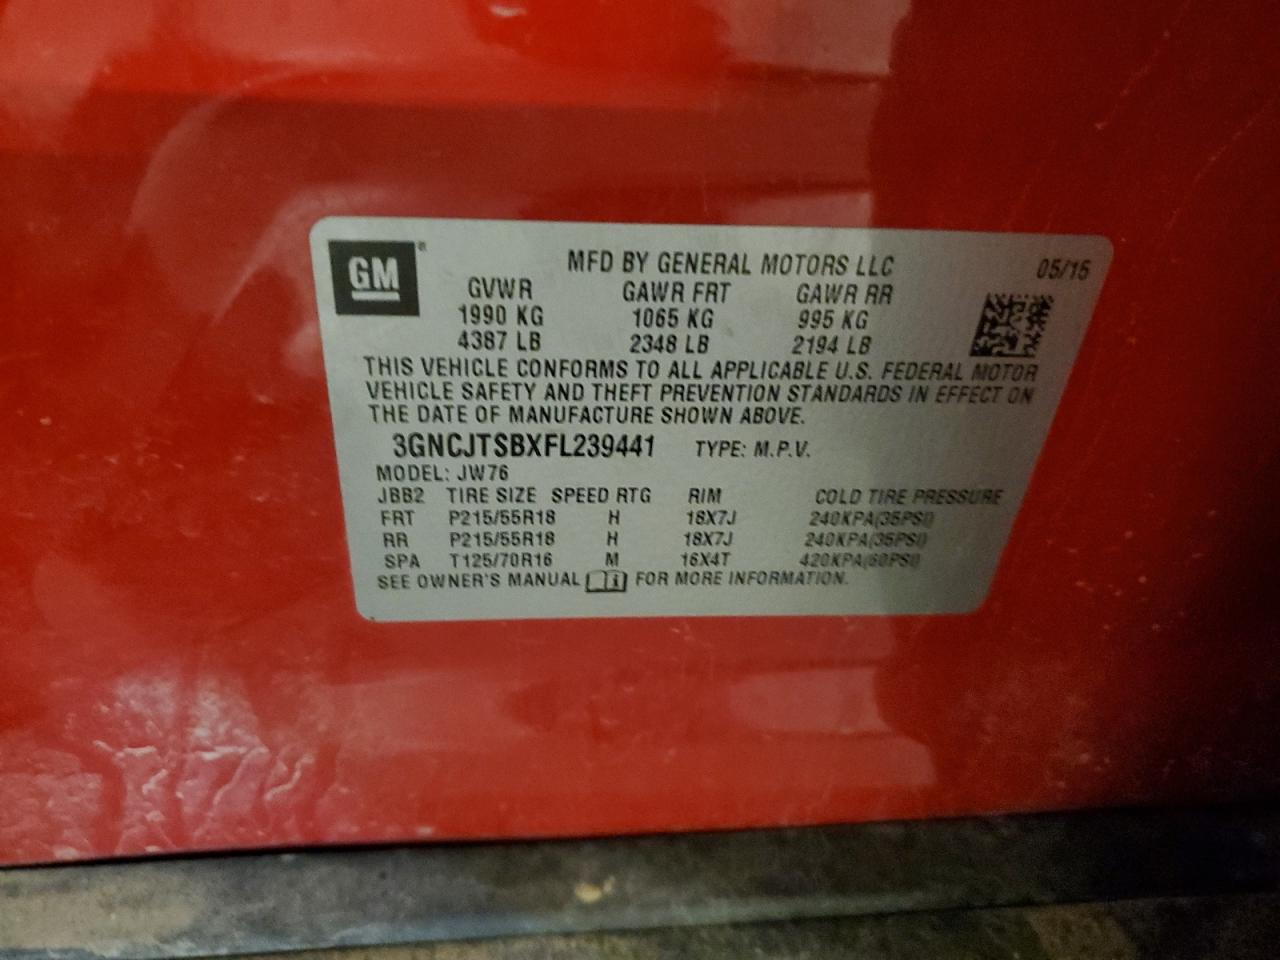 GM®
MFD BY GENERAL MOTORS LLC 05/15
GVWR GAWR FRT GAWR RR
1990 KG 1065 KG 995 KG
4387 LB 2348 LB 2194 LB
THIS VEHICLE CONFORMS TO ALL APPLICABLE U.S. FEDERAL MOTOR
VEHICLE SAFETY AND THEFT PREVENTION STANDARDS IN EFFECT ON
THE DATE OF MANUFACTURE SHOWN ABOVE.
3GNCJTSBXFL239441 TYPE: M.P.V.
MODEL: JW76
JBB2 TIRE SIZE SPEED RTG RIM COLD TIRE PRESSURE
FRT P215/55R18 H 18X7J 240KPA(35PSI)
RR P215/55R18 H 18X7J 240KPA(35PSI)
SPA T125/70R16 M 16X4T 420KPA(60PSI)
SEE OWNER'S MANUAL FOR MORE INFORMATION.